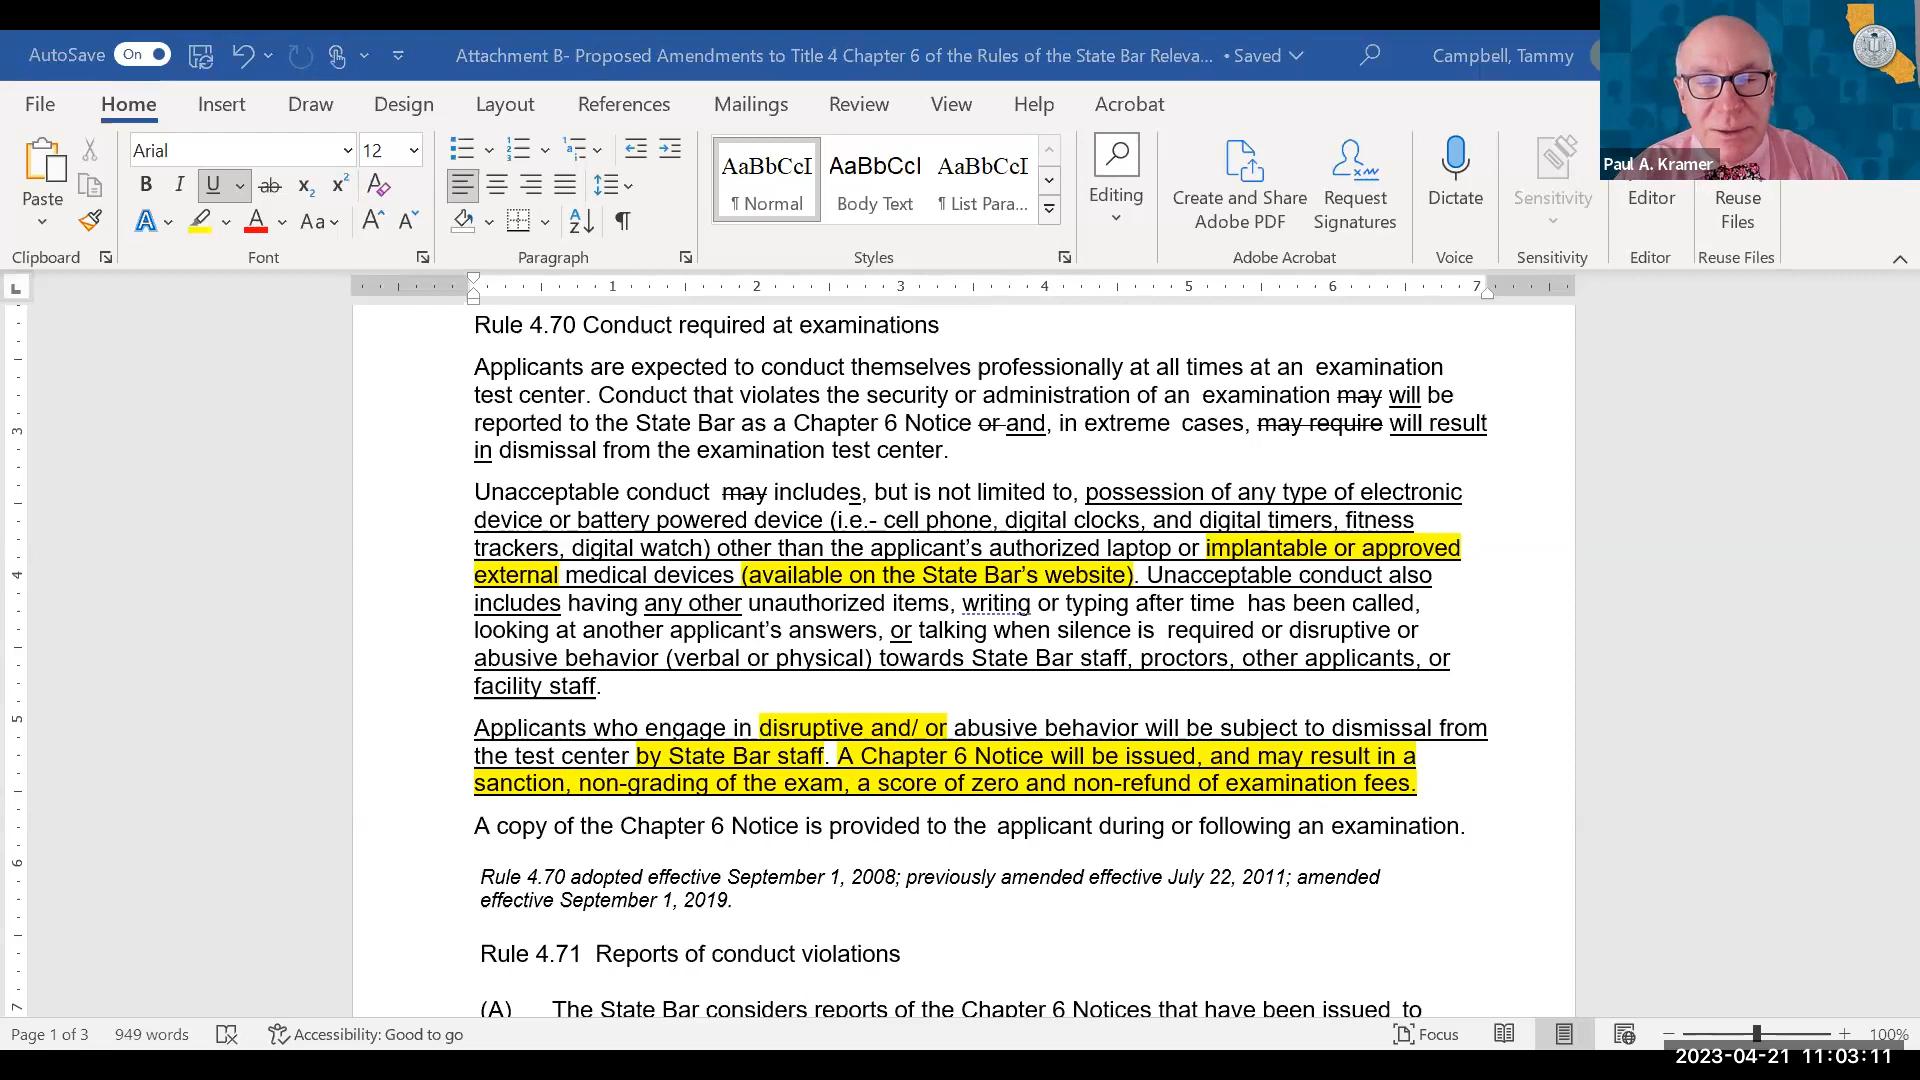 AutoSave On Attachment B- Proposed Amendments to Title 4 Chapter 6 of the Rules of the State Bar Releva... • Saved Campbell, Tammy
File Home Insert Draw Design Layout References Mailings Review View Help Acrobat
Paul A. Kramer
Arial 12
Paste
B I U ab x₂ x² A
A A Aa A A
AaBbCcI AaBbCcI AaBbCcI
¶ Normal Body Text ¶ List Para...
Editing
Create and Share Adobe PDF
Request Signatures
Dictate
Sensitivity
Editor
Reuse Files
Clipboard Font Paragraph Styles Adobe Acrobat Voice Sensitivity Editor Reuse Files
L 1 2 3 4 5 6 7
Rule 4.70 Conduct required at examinations
Applicants are expected to conduct themselves professionally at all times at an examination
test center. Conduct that violates the security or administration of an examination may will be
reported to the State Bar as a Chapter 6 Notice or and, in extreme cases, may require will result
in dismissal from the examination test center.
Unacceptable conduct may includes, but is not limited to, possession of any type of electronic
device or battery powered device (i.e.- cell phone, digital clocks, and digital timers, fitness
trackers, digital watch) other than the applicant's authorized laptop or implantable or approved
external medical devices (available on the State Bar's website). Unacceptable conduct also
includes having any other unauthorized items, writing or typing after time has been called,
looking at another applicant's answers, or talking when silence is required or disruptive or
abusive behavior (verbal or physical) towards State Bar staff, proctors, other applicants, or
facility staff.
Applicants who engage in disruptive and/ or abusive behavior will be subject to dismissal from
the test center by State Bar staff. A Chapter 6 Notice will be issued, and may result in a
sanction, non-grading of the exam, a score of zero and non-refund of examination fees.
A copy of the Chapter 6 Notice is provided to the applicant during or following an examination.
Rule 4.70 adopted effective September 1, 2008; previously amended effective July 22, 2011; amended
effective September 1, 2019.
Rule 4.71 Reports of conduct violations
(A) The State Bar considers reports of the Chapter 6 Notices that have been issued to
3
4
5
6
7
Page 1 of 3 949 words Accessibility: Good to go Focus 100%
2023-04-21 11:03:11